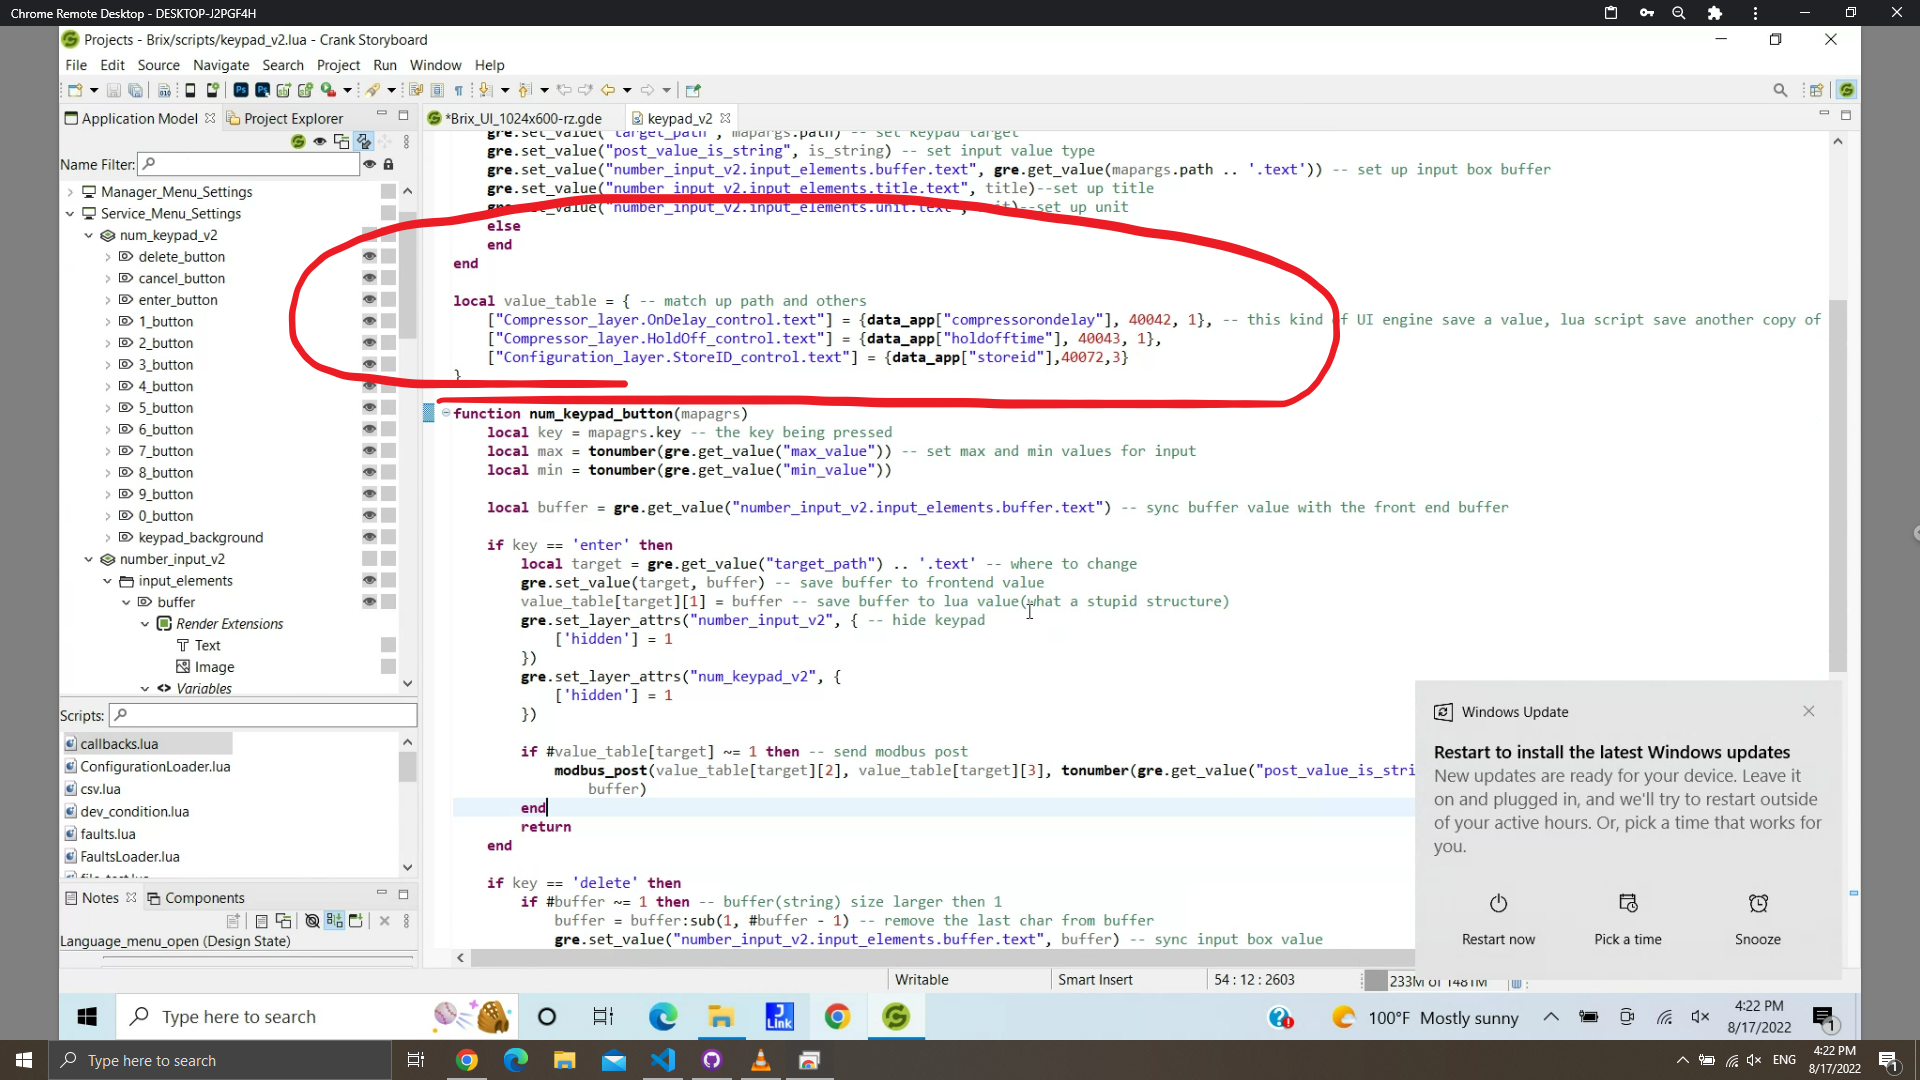 Chrome Remote Desktop - DESKTOP-J2PGF4H
Projects - Brix/scripts/keypad_v2.lua - Crank Storyboard
File Edit Source Navigate Search Project Run Window Help
Application Model Project Explorer
*Brix_UI_1024x600-rz.gde keypad_v2
Name Filter:
Manager_Menu_Settings
Service_Menu_Settings
num_keypad_v2
delete_button
cancel_button
enter_button
1_button
2_button
3_button
4_button
5_button
6_button
7_button
8_button
9_button
0_button
keypad_background
number_input_v2
input_elements
buffer
Render Extensions
Text
Image
Variables
Scripts:
callbacks.lua
ConfigurationLoader.lua
csv.lua
dev_condition.lua
faults.lua
FaultsLoader.lua
Notes Components
Language_menu_open (Design State)
gre.set_value("target_path", mapargs.path) -- set keypad target
gre.set_value("post_value_is_string", is_string) -- set input value type
gre.set_value("number_input_v2.input_elements.buffer.text", gre.get_value(mapargs.path .. '.text')) -- set up input box buffer
gre.set_value("number_input_v2.input_elements.title.text", title)--set up title
gre.set_value("number_input_v2.input_elements.unit.text", unit)--set up unit
else
end
end
local value_table = { -- match up path and others
["Compressor_layer.OnDelay_control.text"] = {data_app["compressorondelay"], 40042, 1}, -- this kind of UI engine save a value, lua script save another copy of
["Compressor_layer.HoldOff_control.text"] = {data_app["holdofftime"], 40043, 1},
["Configuration_layer.StoreID_control.text"] = {data_app["storeid"],40072,3}
}
function num_keypad_button(mapagrs)
local key = mapagrs.key -- the key being pressed
local max = tonumber(gre.get_value("max_value")) -- set max and min values for input
local min = tonumber(gre.get_value("min_value"))
local buffer = gre.get_value("number_input_v2.input_elements.buffer.text") -- sync buffer value with the front end buffer
if key == 'enter' then
local target = gre.get_value("target_path") .. '.text' -- where to change
gre.set_value(target, buffer) -- save buffer to frontend value
value_table[target][1] = buffer -- save buffer to lua value(what a stupid structure)
gre.set_layer_attrs("number_input_v2", { -- hide keypad
['hidden'] = 1
})
gre.set_layer_attrs("num_keypad_v2", {
['hidden'] = 1
})
if #value_table[target] ~= 1 then -- send modbus post
modbus_post(value_table[target][2], value_table[target][3], tonumber(gre.get_value("post_value_is_stri
buffer)
end
return
end
if key == 'delete' then
if #buffer ~= 1 then -- buffer(string) size larger then 1
buffer = buffer:sub(1, #buffer - 1) -- remove the last char from buffer
gre.set_value("number_input_v2.input_elements.buffer.text", buffer) -- sync input box value
Windows Update
Restart to install the latest Windows updates
New updates are ready for your device. Leave it
on and plugged in, and we'll try to restart outside
of your active hours. Or, pick a time that works for
you.
Restart now Pick a time Snooze
Writable Smart Insert 54 : 12 : 2603 233M of 1481M
Type here to search
J Link
100°F Mostly sunny
4:22 PM
8/17/2022
1
Type here to search
ENG
4:22 PM
8/17/2022
1